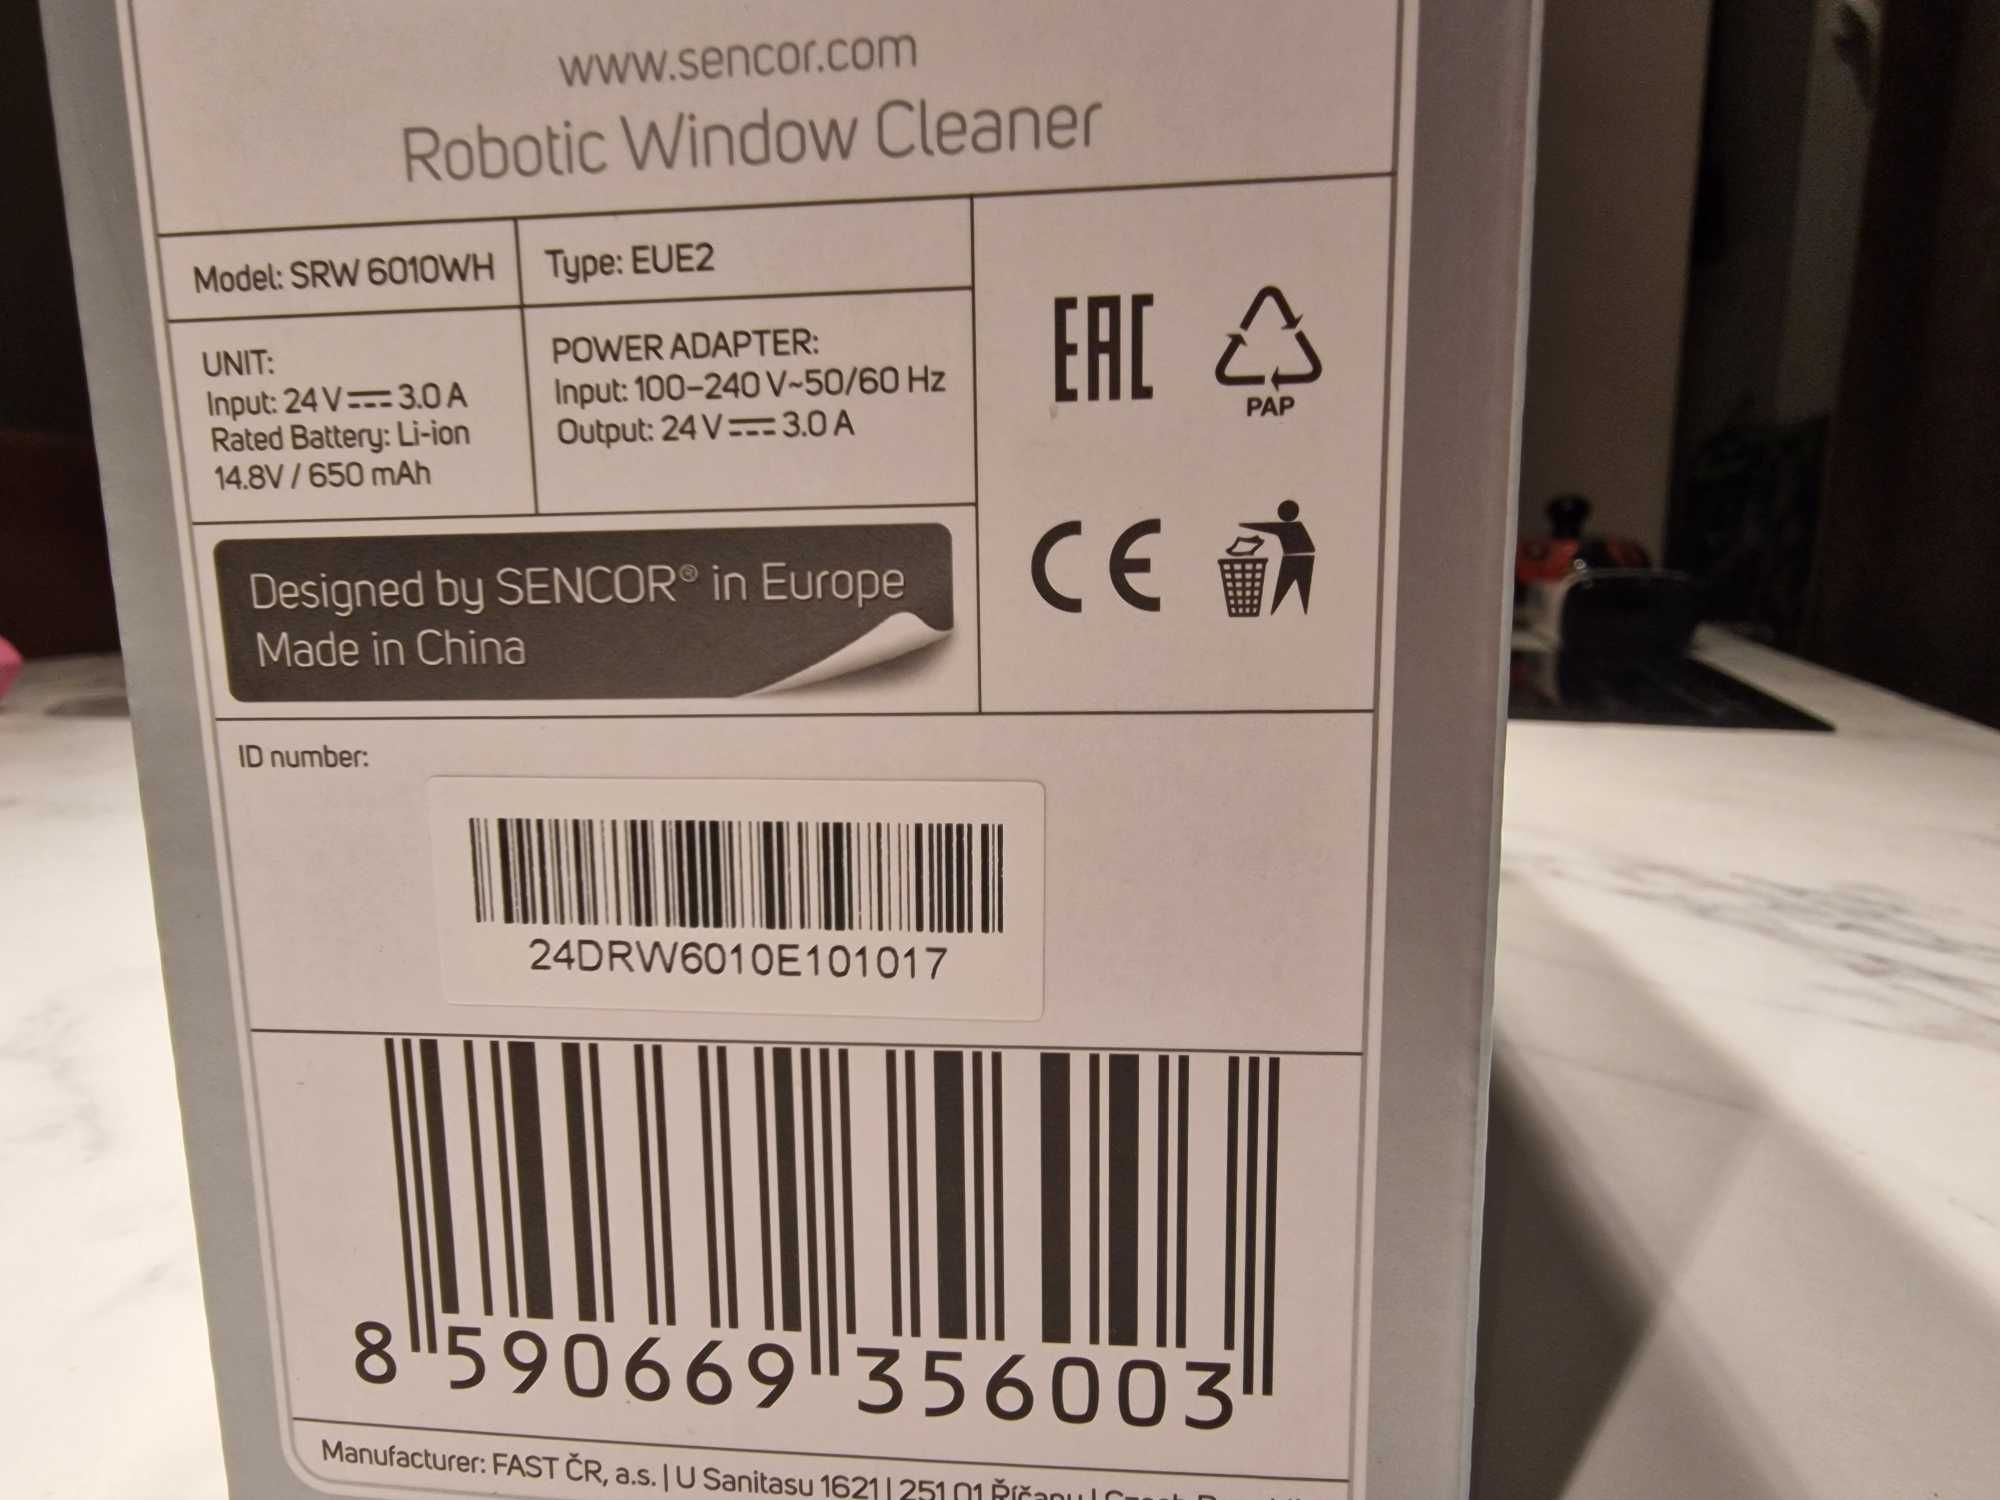 www.sencor.com
Robotic Window Cleaner
Model: SRW 6010WH
Type: EUE2
UNIT:
Input: 24 V⎓3.0 A
Rated Battery: Li-ion
14.8V / 650 mAh
POWER ADAPTER:
Input: 100–240 V~50/60 Hz
Output: 24 V⎓3.0 A
EAC
PAP
CE
Designed by SENCOR® in Europe
Made in China
ID number:
24DRW6010E101017
8 590669 356003
Manufacturer: FAST ČR, a.s. | U Sanitasu 1621 | 251 01 Říčany |